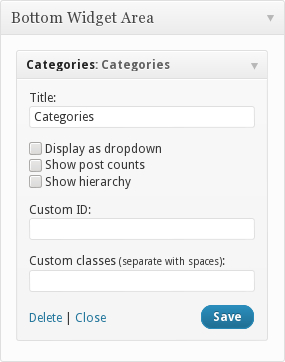 Bottom Widget Area
Categories: Categories
Title:
Categories
Display as dropdown
Show post counts
Show hierarchy
Custom ID:
Custom classes (separate with spaces):
Delete | Close Save